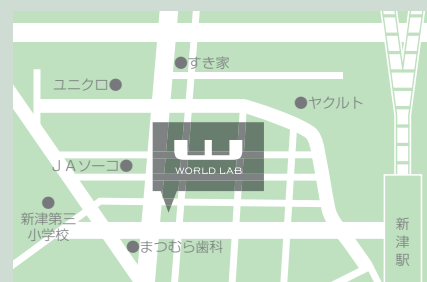 すき家
ユニクロ
ヤクルト
WORLD LAB
JAソーコ
新津第三
小学校
まつむら歯科
新津駅